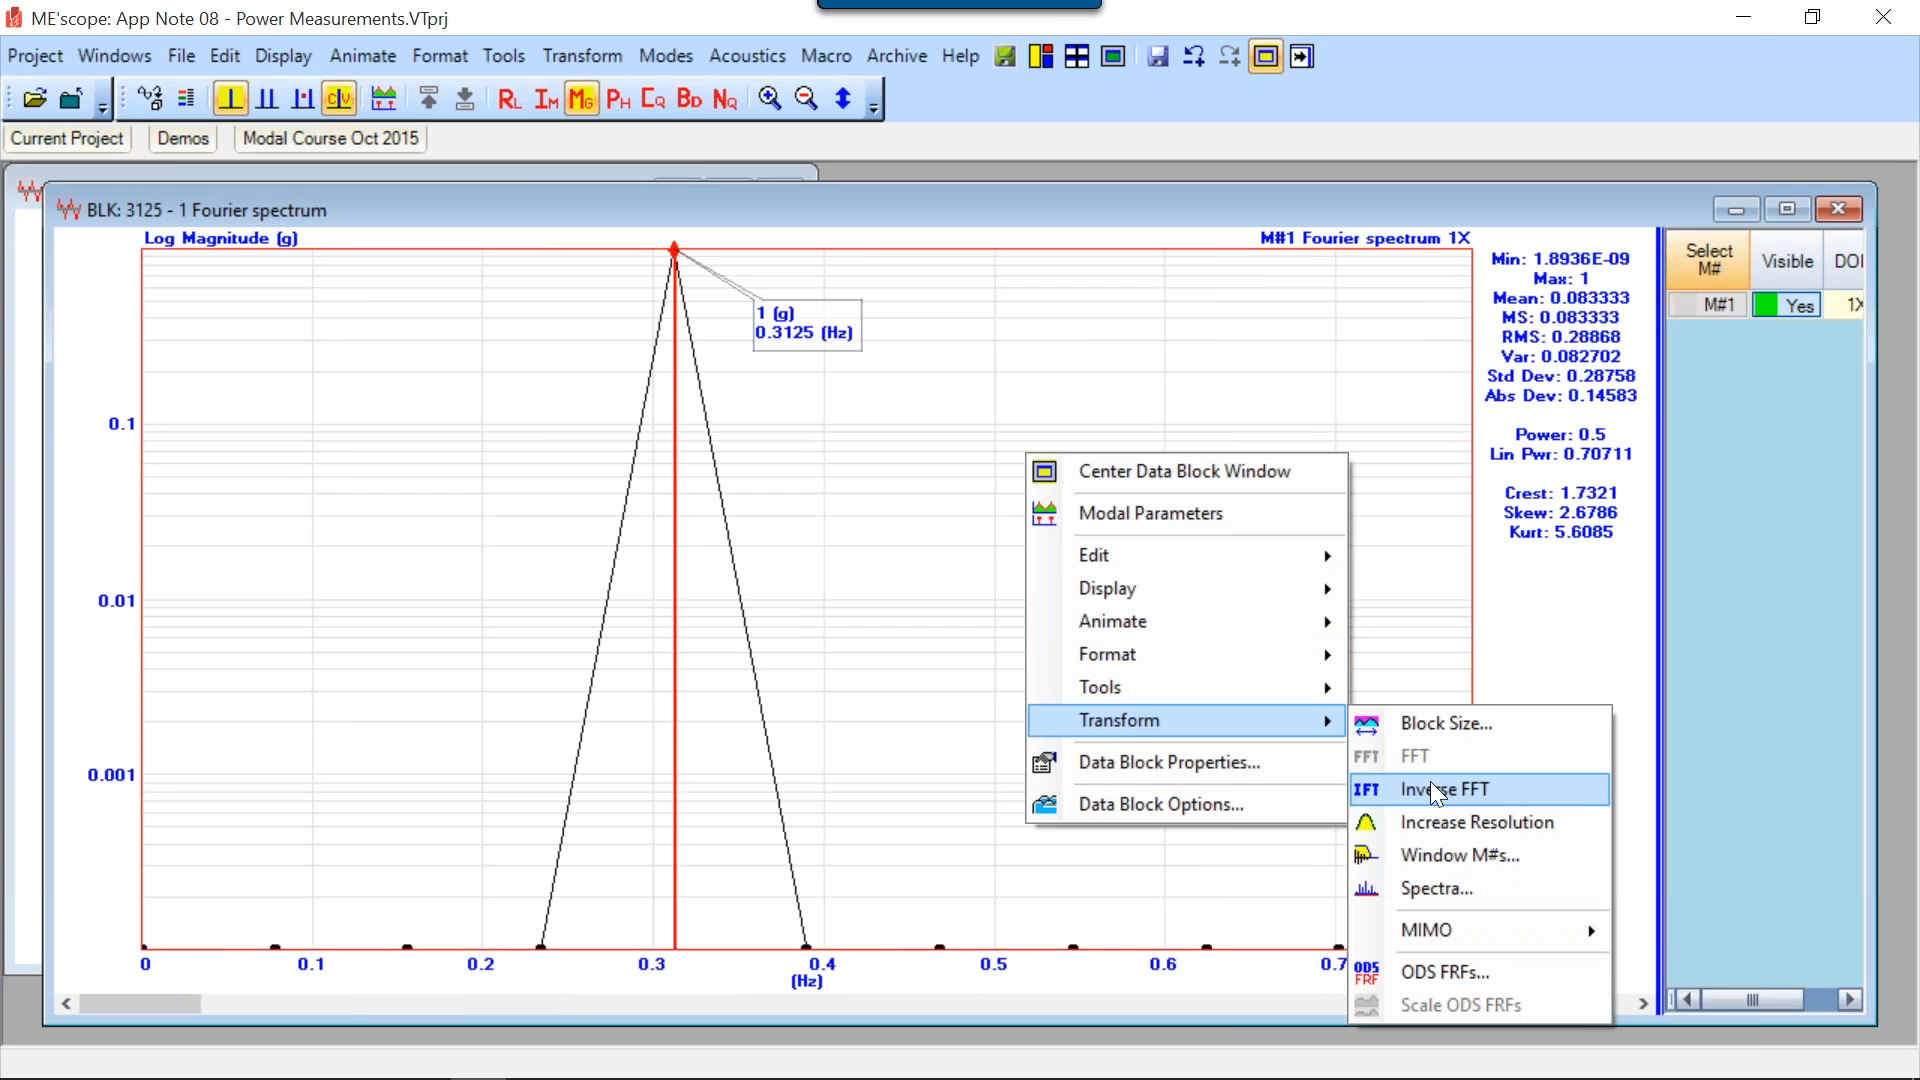 ME'scope: App Note 08 - Power Measurements.VTprj
Project Windows File Edit Display Animate Format Tools Transform Modes Acoustics Macro Archive Help
C|V RL IM MG PH CQ BD NQ
Current Project Demos Modal Course Oct 2015
BLK: 3125 - 1 Fourier spectrum
Log Magnitude (g)
M#1 Fourier spectrum 1X
1 (g)
0.3125 (Hz)
0.1
0.01
0.001
0 0.1 0.2 0.3 0.4 0.5 0.6 0.7
(Hz)
Min: 1.8936E-09
Max: 1
Mean: 0.083333
MS: 0.083333
RMS: 0.28868
Var: 0.082702
Std Dev: 0.28758
Abs Dev: 0.14583
Power: 0.5
Lin Pwr: 0.70711
Crest: 1.7321
Skew: 2.6786
Kurt: 5.6085
Select M# Visible DOI
M#1 Yes 1X
Center Data Block Window
Modal Parameters
Edit
Display
Animate
Format
Tools
Transform
Data Block Properties...
Data Block Options...
Block Size...
FFT FFT
IFT Inverse FFT
Increase Resolution
Window M#s...
Spectra...
MIMO
ODS FRF ODS FRFs...
Scale ODS FRFs